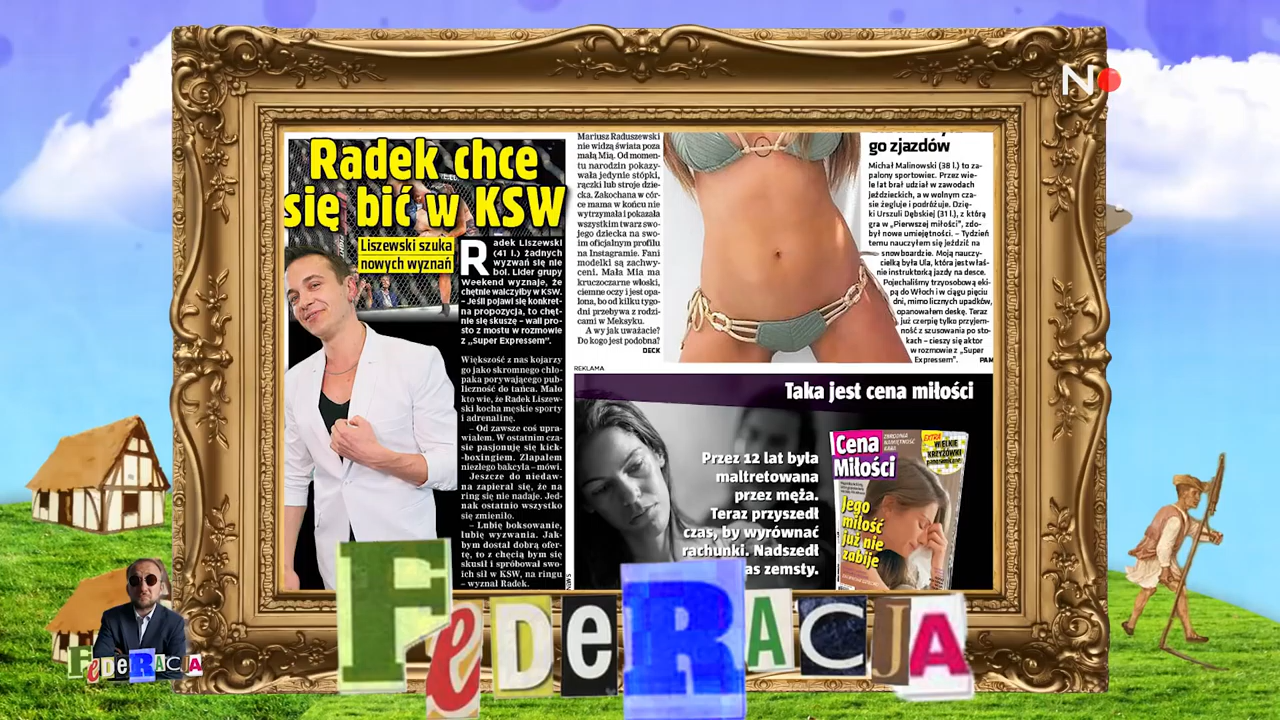 Radek chce
się bić w KSW
Liszewski szuka
nowych wyznań
Radek Liszewski
(41 l.) żadnych
wyzwań się nie
boi. Lider grupy
Weekend wyznaje, że
chętnie walczyłby w KSW.
– Jeśli pojawi się konkret-
na propozycja, to chęt-
nie się skuszę – wali pro-
sto z mostu w rozmowie
z „Super Expressem”.
Większość z nas kojarzy
go jako skromnego chło-
paka porywającego pub-
liczność do tańca. Mało
kto wie, że Radek Liszew-
ski kocha męskie sporty
i adrenalinę.
– Od zawsze coś upra-
wiałem. W ostatnim cza-
sie pasjonuję się kick-
-boxingiem. Złapałem
niezłego bakcyla – mówi.
Jeszcze do niedaw-
na zapierał się, że na
ring się nie nadaje. Jed-
nak ostatnio wszystko
się zmieniło.
– Lubię boksowanie,
lubię wyzwania. Jak-
bym dostał dobrą ofer-
tę, to z chęcią bym się
skusił i spróbował swo-
ich sił w KSW, na ringu
– wyznał Radek.
Mariusz Raduszewski
nie widzą świata poza
małą Mią. Od momen-
tu narodzin pokazy-
wała jedynie stópki,
rączki lub stroje dzie-
cka. Zakochana w cór-
ce mama w końcu nie
wytrzymała i pokazała
wszystkim twarz swo-
jego dziecka na swo-
im oficjalnym profilu
na Instagramie. Fani
modelki są zachwy-
ceni. Mała Mia ma
kruczoczarne włoski,
ciemne oczy i jest opa-
lona, bo od kilku tygo-
dni przebywa z rodzi-
cami w Meksyku.
A wy jak uważacie?
Do kogo jest podobna?
DECK
go zjazdów
Michał Malinowski (38 l.) to za-
palony sportowiec. Przez wie-
le lat brał udział w zawodach
jeździeckich, a w wolnym cza-
sie żegluje i podróżuje. Dzię-
ki Urszuli Dębskiej (31 l.), z którą
gra w „Pierwszej miłości”, zdo-
był nowe umiejętności. – Tydzień
temu nauczyłem się jeździć na
snowboardzie. Moją nauczy-
cielką była Ula, która jest właś-
nie instruktorką jazdy na desce.
Pojechaliśmy trzyosobową eki-
pą do Włoch i w ciągu pięciu
dni, mimo licznych upadków,
opanowałem deskę. Teraz
już czerpię tylko przyjem-
ność z szusowania po sto-
kach – cieszy się aktor
w rozmowie z „Super
Expressem”.
PAM
REKLAMA
Taka jest cena miłości
Przez 12 lat była
maltretowana
przez męża.
Teraz przyszedł
czas, by wyrównać
rachunki. Nadszedł
as zemsty.
Cena
Miłości
ZBRODNIA
NAMIĘTNOŚĆ
KARA
EXTRA
WIELKIE
KRZYŻÓWKI
panoramiczne
Jego
miłość
już nie
zabije
N
FeDeRACJA
FeDeRACJA